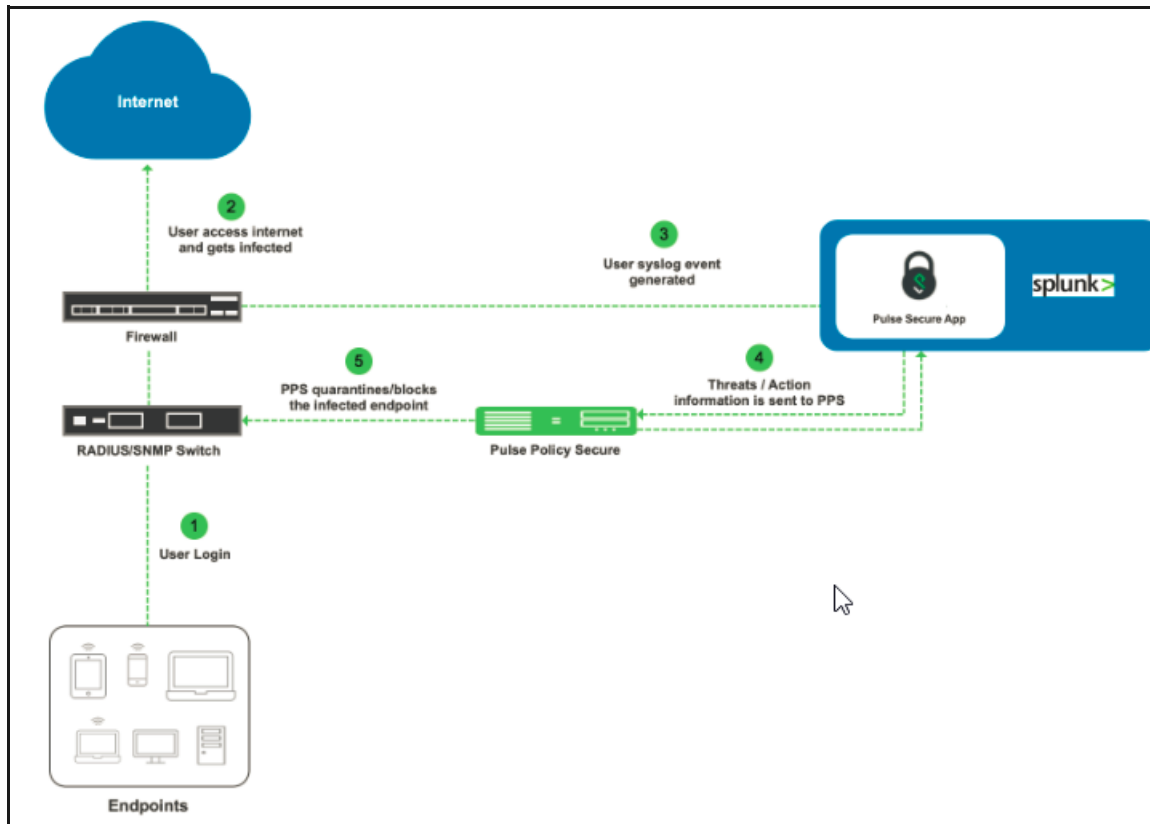 Internet
2
User access internet
and gets infected
3
User syslog event
generated
Pulse Secure App
splunk>
Firewall
5
PPS quarantines/blocks
the infected endpoint
4
Threats / Action
information is sent to PPS
RADIUS/SNMP Switch
Pulse Policy Secure
1
User Login
Endpoints